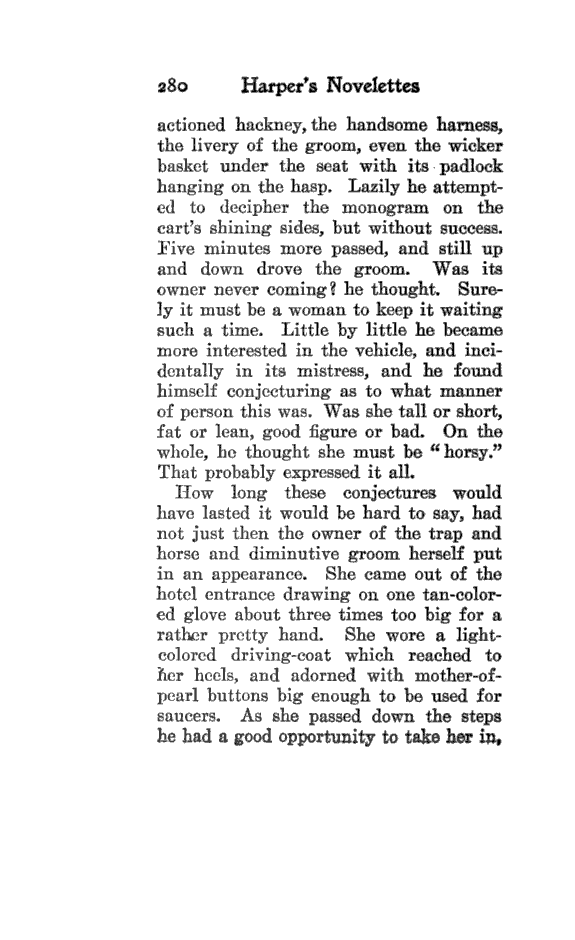 280 Harper's Novelettes
actioned hackney, the handsome harness,
the livery of the groom, even the wicker
basket under the seat with its padlock
hanging on the hasp. Lazily he attempt-
ed to decipher the monogram on the
cart's shining sides, but without success.
Five minutes more passed, and still up
and down drove the groom. Was its
owner never coming? he thought. Sure-
ly it must be a woman to keep it waiting
such a time. Little by little he became
more interested in the vehicle, and inci-
dentally in its mistress, and he found
himself conjecturing as to what manner
of person this was. Was she tall or short,
fat or lean, good figure or bad. On the
whole, he thought she must be "horsy."
That probably expressed it all.
How long these conjectures would
have lasted it would be hard to say, had
not just then the owner of the trap and
horse and diminutive groom herself put
in an appearance. She came out of the
hotel entrance drawing on one tan-color-
ed glove about three times too big for a
rather pretty hand. She wore a light-
colored driving-coat which reached to
her heels, and adorned with mother-of-
pearl buttons big enough to be used for
saucers. As she passed down the steps
he had a good opportunity to take her in,